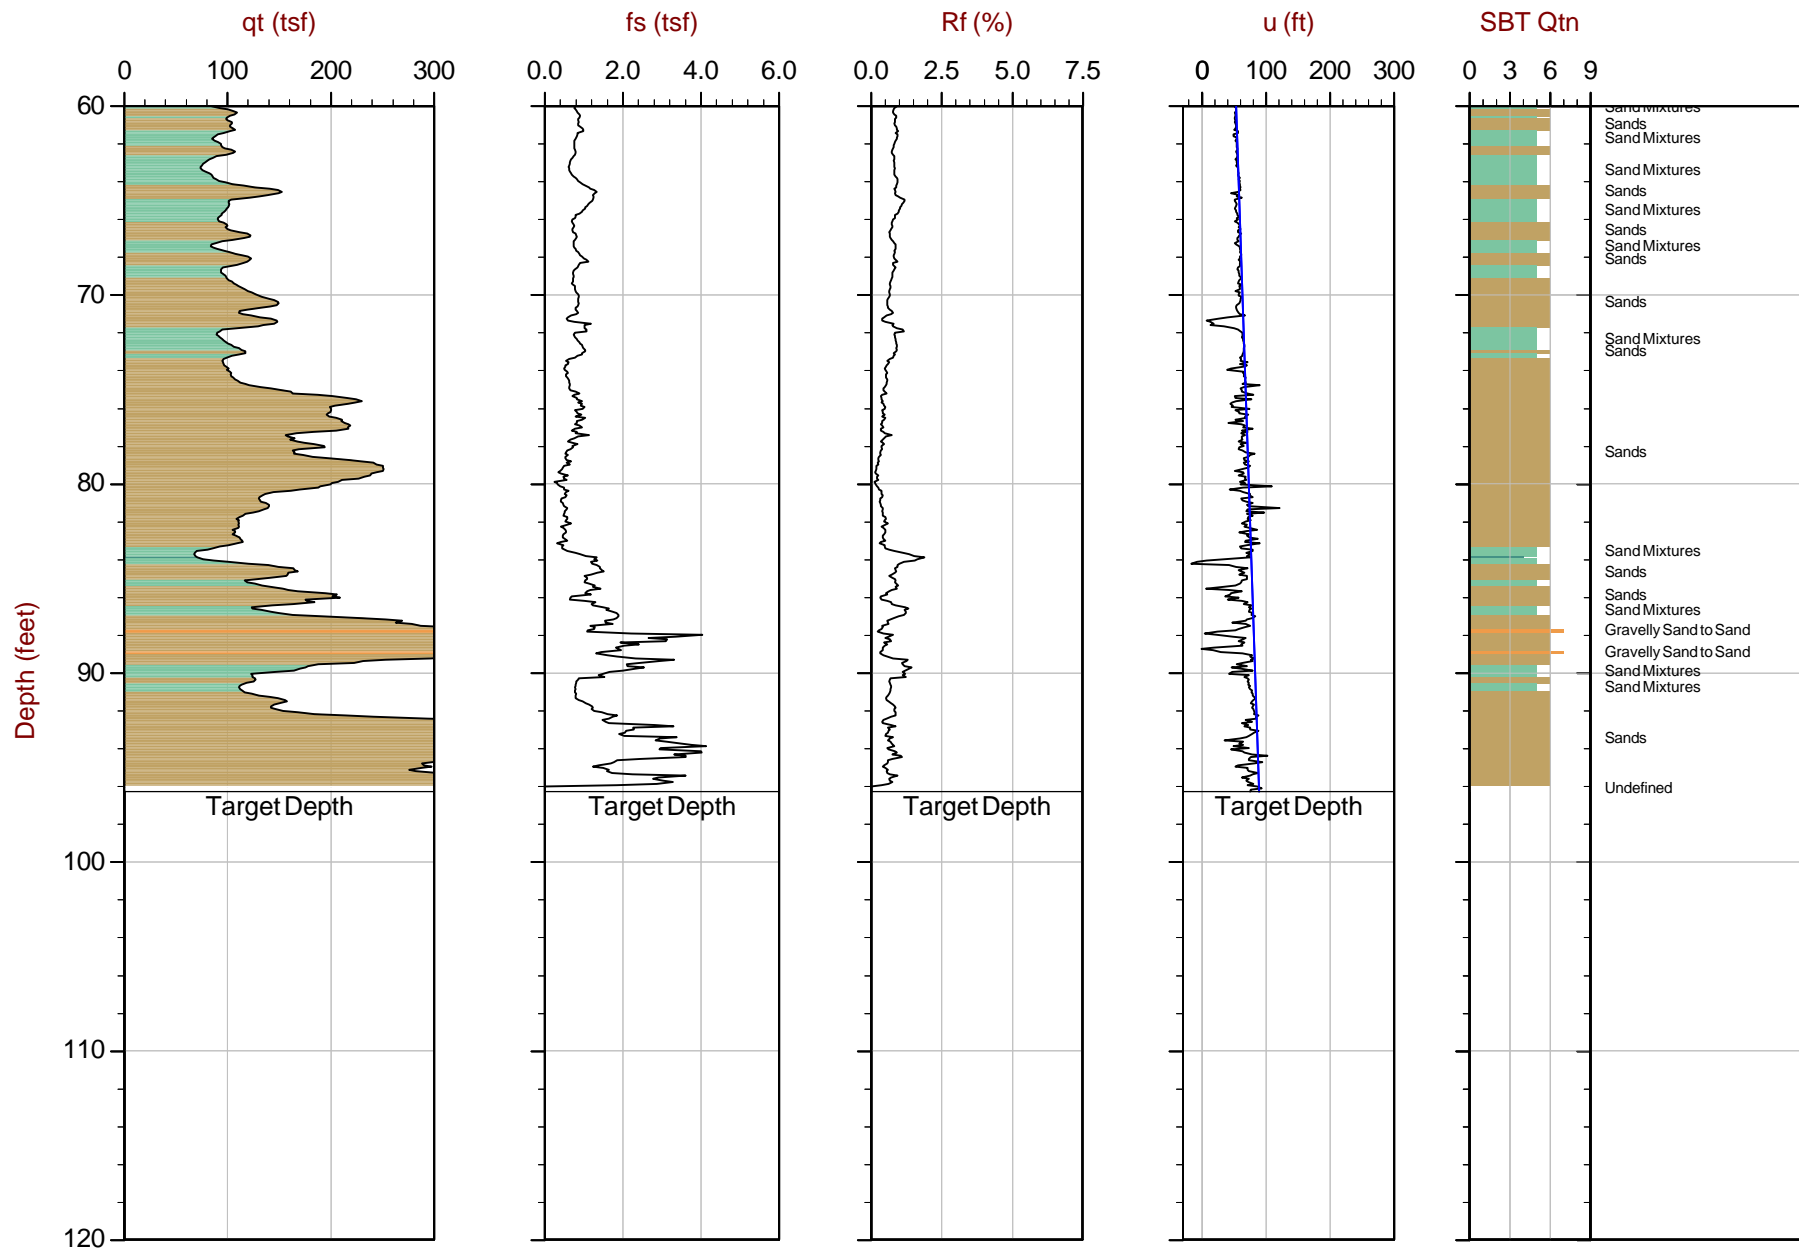 qt (tsf) fs (tsf) Rf (%) u (ft) SBT Qtn
0 100 200 300 0.0 2.0 4.0 6.0 0.0 2.5 5.0 7.5 0 100 200 300 0 3 6 9
60
Sand Mixtures
Sands
Sand Mixtures
Sand Mixtures
Sands
Sand Mixtures
Sands
Sand Mixtures
Sands
70
Sands
Sand Mixtures
Sands
Sands
80
Sand Mixtures
Sands
Sands
Sand Mixtures
Gravelly Sand to Sand
Gravelly Sand to Sand
90
Sand Mixtures
Sand Mixtures
Sands
Undefined
Target Depth Target Depth Target Depth Target Depth
Depth (feet)
100
110
120